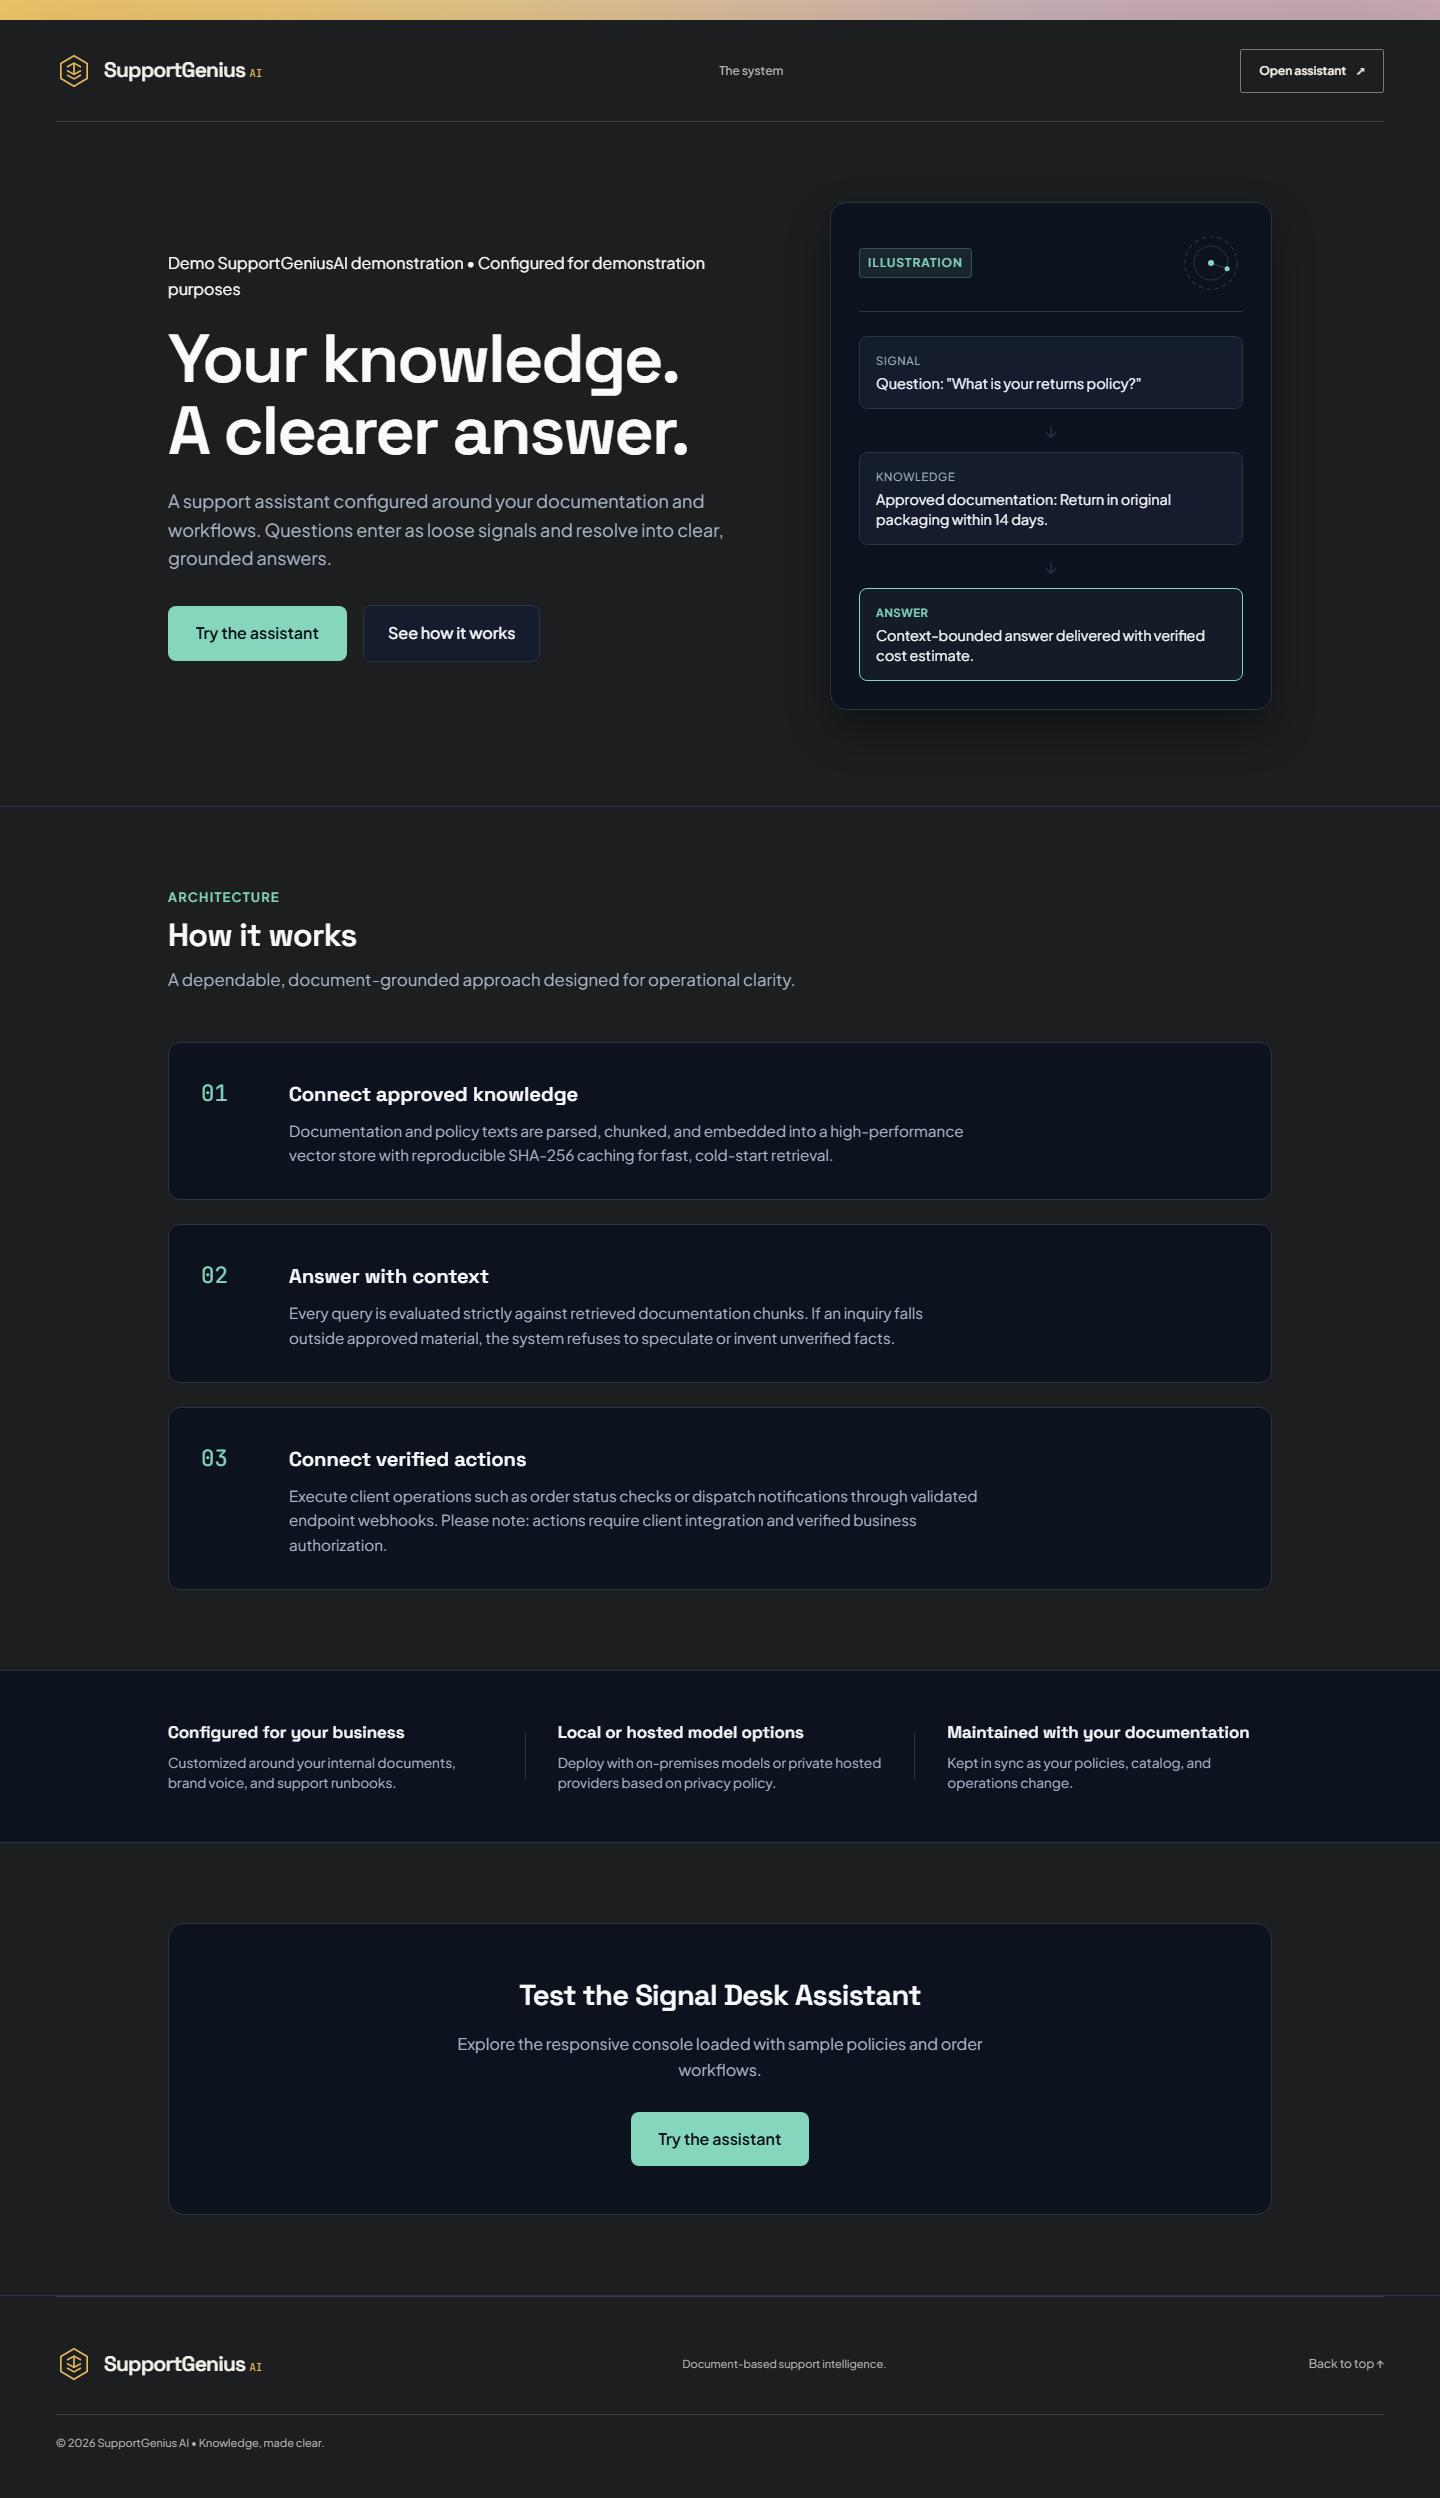 SupportGenius AI
The system
Open assistant ↗
Demo SupportGeniusAI demonstration • Configured for demonstration
purposes
Your knowledge.
A clearer answer.
A support assistant configured around your documentation and
workflows. Questions enter as loose signals and resolve into clear,
grounded answers.
Try the assistant
See how it works
ILLUSTRATION
SIGNAL
Question: "What is your returns policy?"
↓
KNOWLEDGE
Approved documentation: Return in original
packaging within 14 days.
↓
ANSWER
Context-bounded answer delivered with verified
cost estimate.
ARCHITECTURE
How it works
A dependable, document-grounded approach designed for operational clarity.
01
Connect approved knowledge
Documentation and policy texts are parsed, chunked, and embedded into a high-performance
vector store with reproducible SHA-256 caching for fast, cold-start retrieval.
02
Answer with context
Every query is evaluated strictly against retrieved documentation chunks. If an inquiry falls
outside approved material, the system refuses to speculate or invent unverified facts.
03
Connect verified actions
Execute client operations such as order status checks or dispatch notifications through validated
endpoint webhooks. Please note: actions require client integration and verified business
authorization.
Configured for your business
Customized around your internal documents,
brand voice, and support runbooks.
Local or hosted model options
Deploy with on-premises models or private hosted
providers based on privacy policy.
Maintained with your documentation
Kept in sync as your policies, catalog, and
operations change.
Test the Signal Desk Assistant
Explore the responsive console loaded with sample policies and order
workflows.
Try the assistant
SupportGenius AI
Document-based support intelligence.
Back to top ↑
© 2026 SupportGenius AI • Knowledge, made clear.